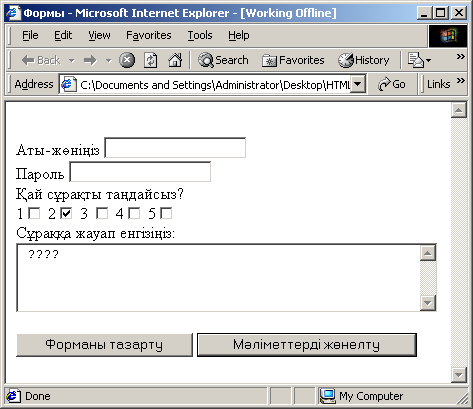 Формы - Microsoft Internet Explorer - [Working Offline]
File Edit View Favorites Tools Help
Back Search Favorites History
Address C:\Documents and Settings\Administrator\Desktop\HTML Go Links
Аты-жөніңіз
Пароль
Қай сұрақты таңдайсыз?
1 2 3 4 5
Сұраққа жауап енгізіңіз:
????
Форманы тазарту Мәліметтерді жөнелту
Done My Computer